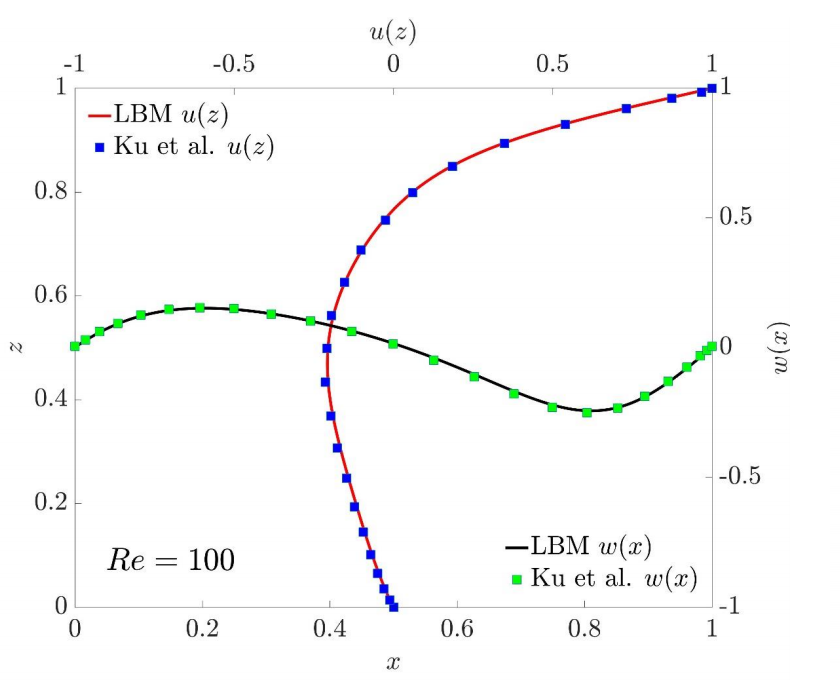 u(z)
-1 -0.5 0 0.5 1
1 1
LBM u(z)
Ku et al. u(z)
0.8
0.5
0.6
z 0 w(x)
0.4
-0.5
0.2
LBM w(x)
Re = 100
Ku et al. w(x)
0 -1
0 0.2 0.4 0.6 0.8 1
x